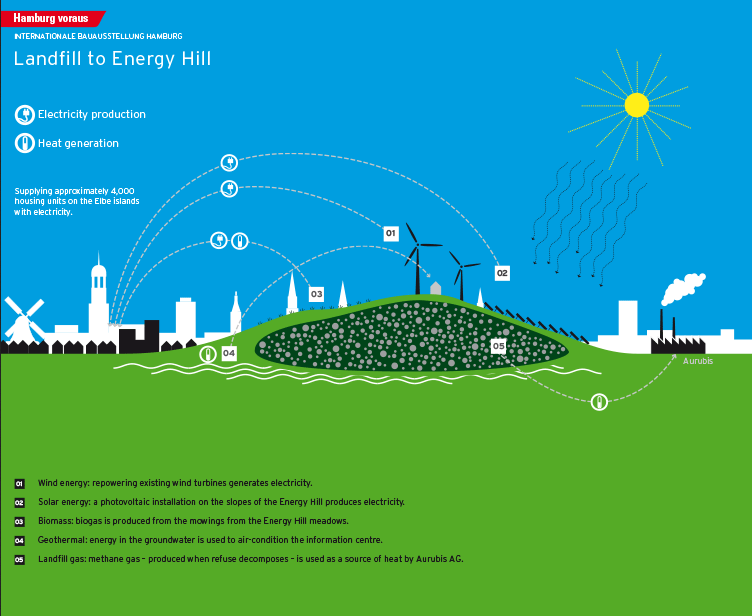 Hamburg voraus
INTERNATIONALE BAUAUSSTELLUNG HAMBURG
Landfill to Energy Hill
Electricity production
Heat generation
Supplying approximately 4,000
housing units on the Elbe islands
with electricity.
01
02
03
04
05
Aurubis
01 Wind energy: repowering existing wind turbines generates electricity.
02 Solar energy: a photovoltaic installation on the slopes of the Energy Hill produces electricity.
03 Biomass: biogas is produced from the mowings from the Energy Hill meadows.
04 Geothermal: energy in the groundwater is used to air-condition the information centre.
05 Landfill gas: methane gas – produced when refuse decomposes – is used as a source of heat by Aurubis AG.